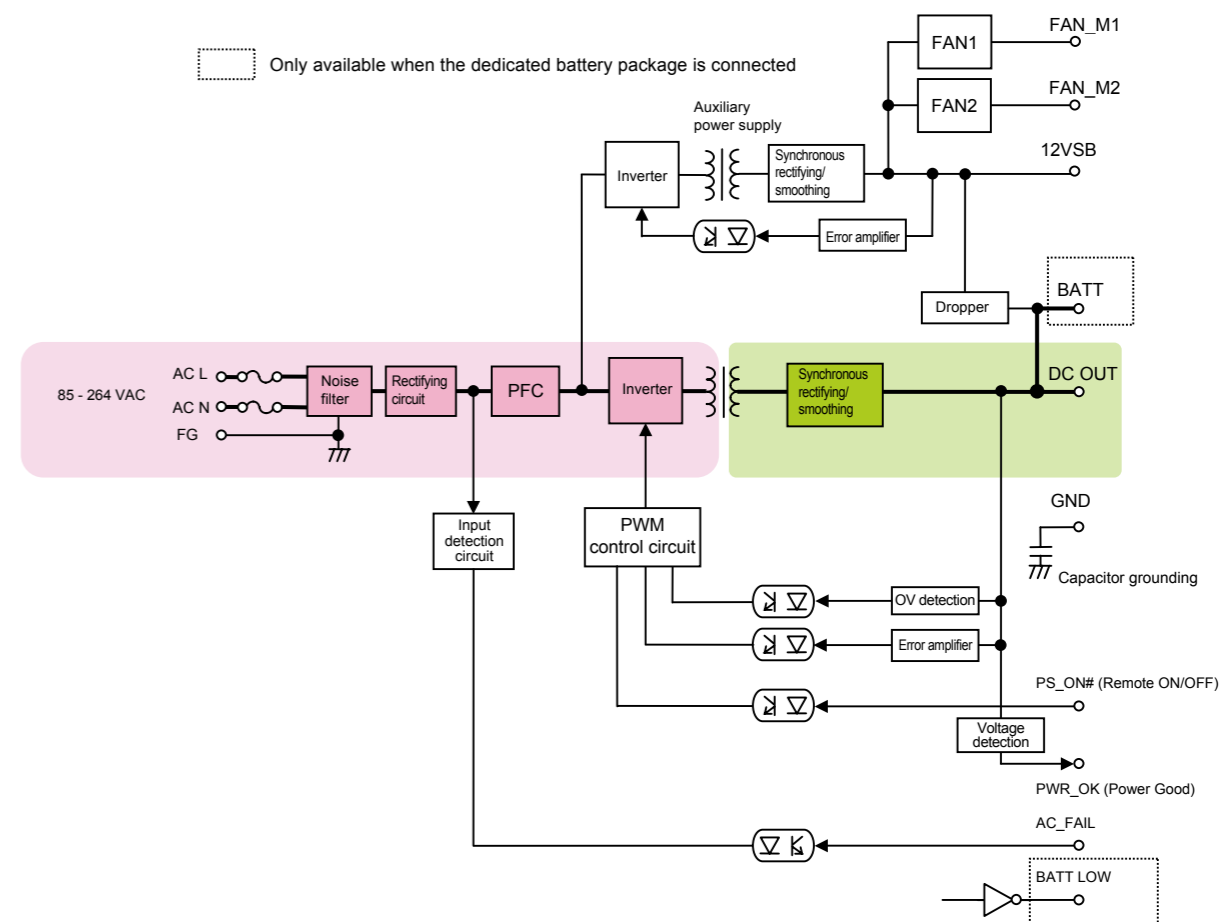 Only available when the dedicated battery package is connected
FAN1
FAN_M1
FAN2
FAN_M2
Auxiliary
power supply
Inverter
Synchronous
rectifying/
smoothing
12VSB
Error amplifier
Dropper
BATT
85 - 264 VAC
AC L
AC N
FG
Noise
filter
Rectifying
circuit
PFC
Inverter
Synchronous
rectifying/
smoothing
DC OUT
Input
detection
circuit
PWM
control circuit
GND
Capacitor grounding
OV detection
Error amplifier
PS_ON# (Remote ON/OFF)
Voltage
detection
PWR_OK (Power Good)
AC_FAIL
BATT LOW